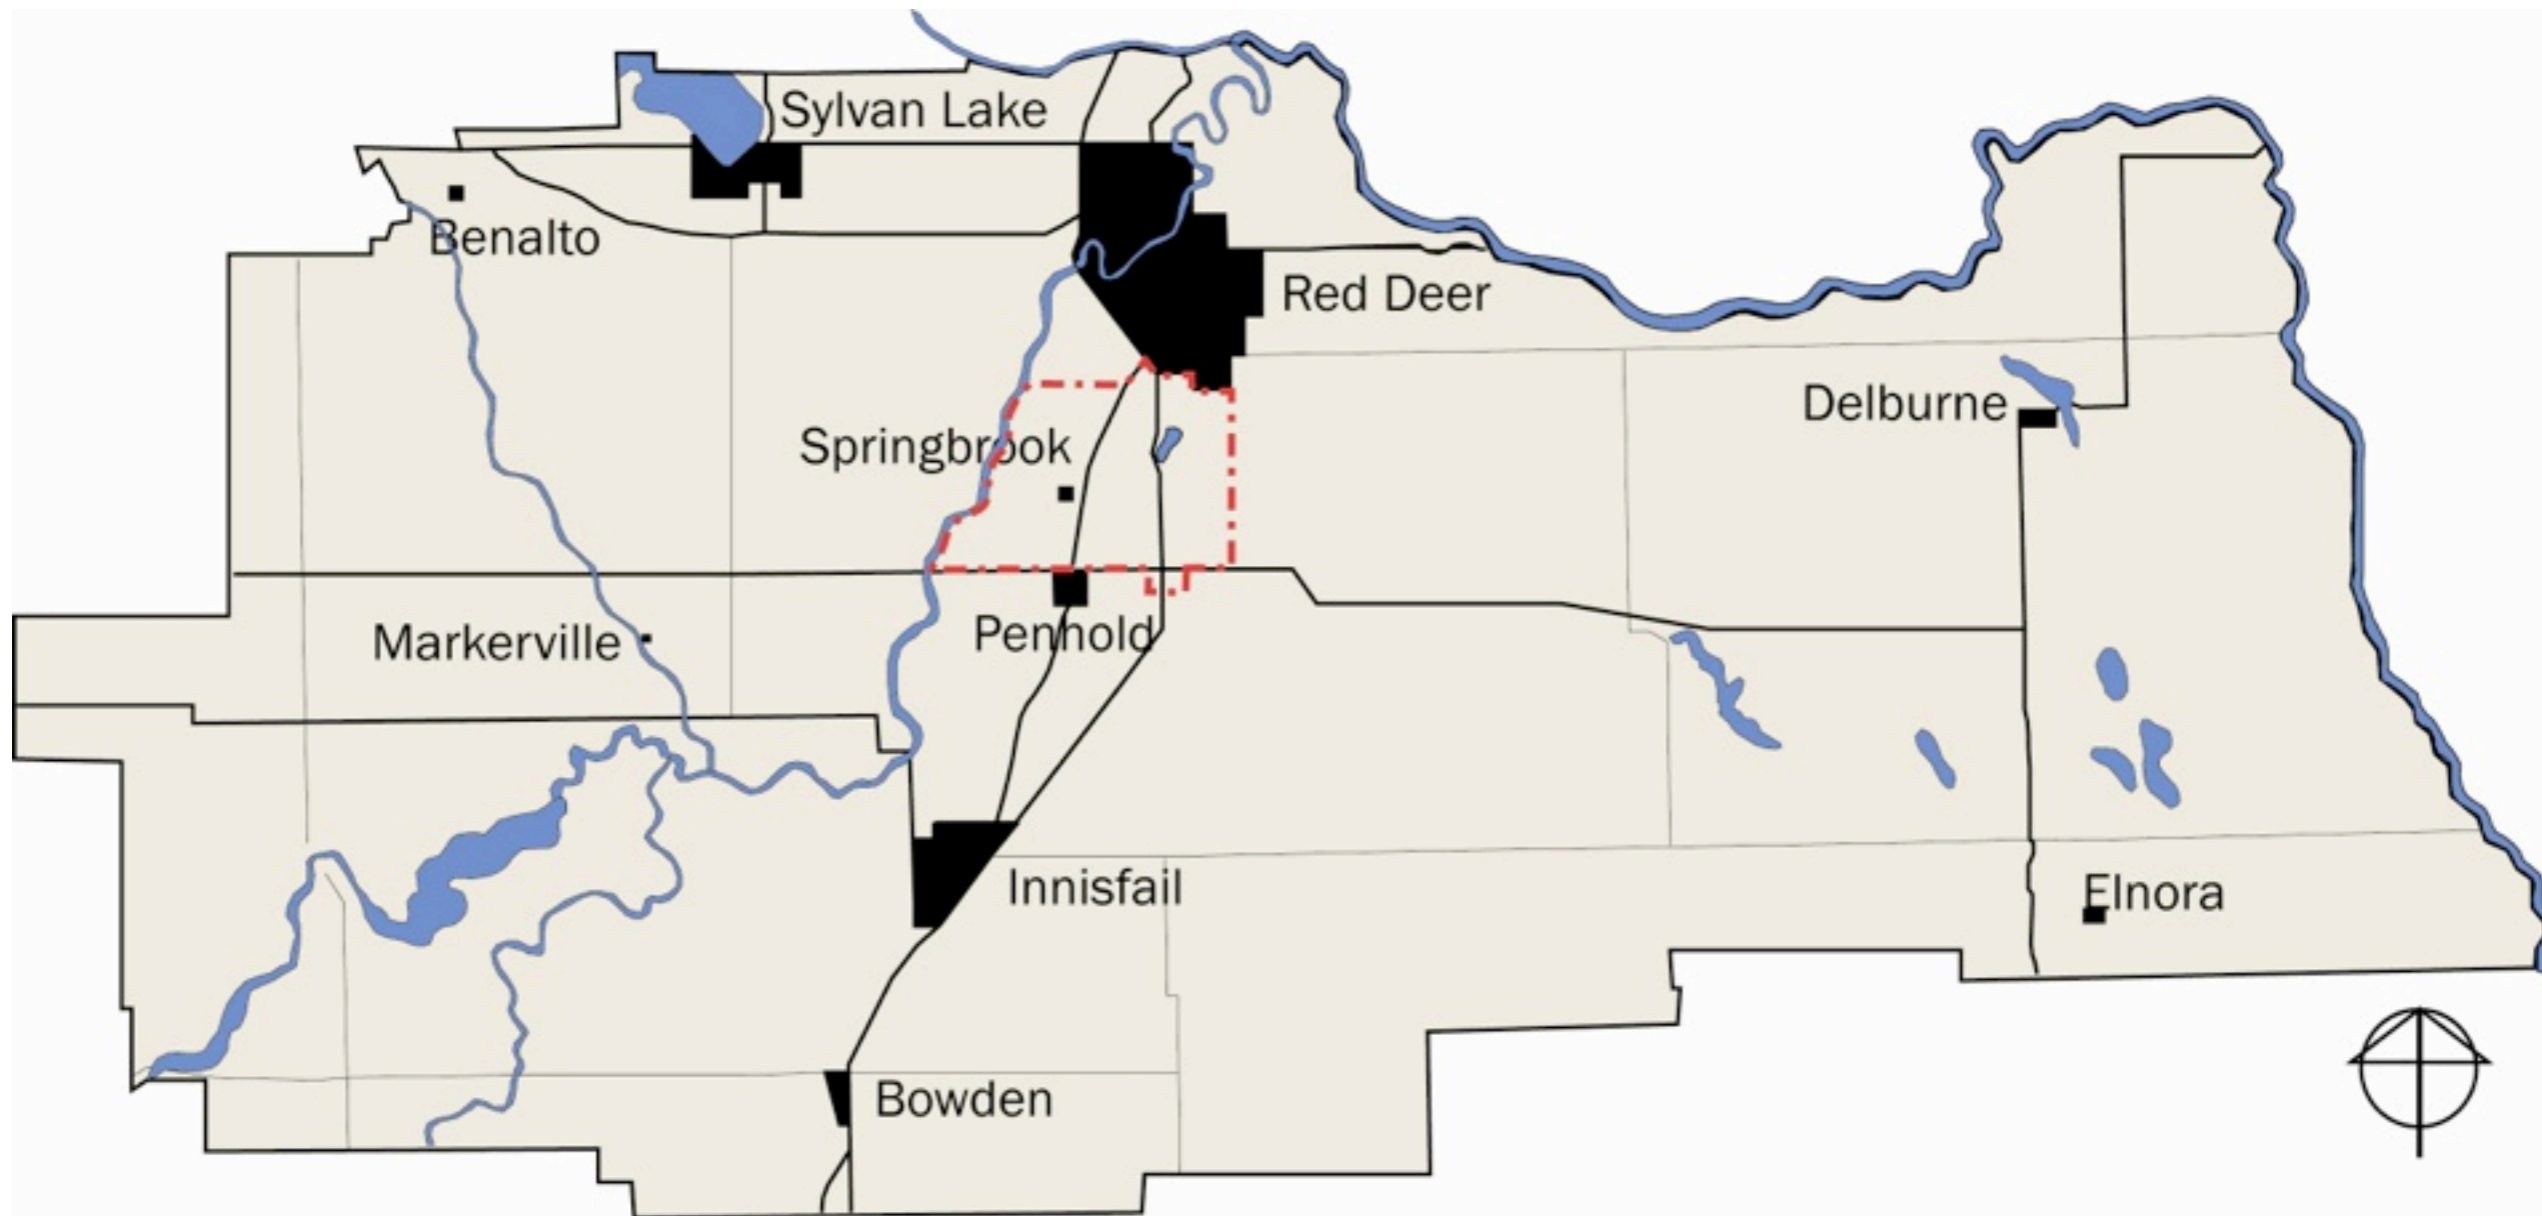 Sylvan Lake
Benalto
Red Deer
Delburne
Springbrook
Penhold
Markerville
Innisfail
Elnora
Bowden